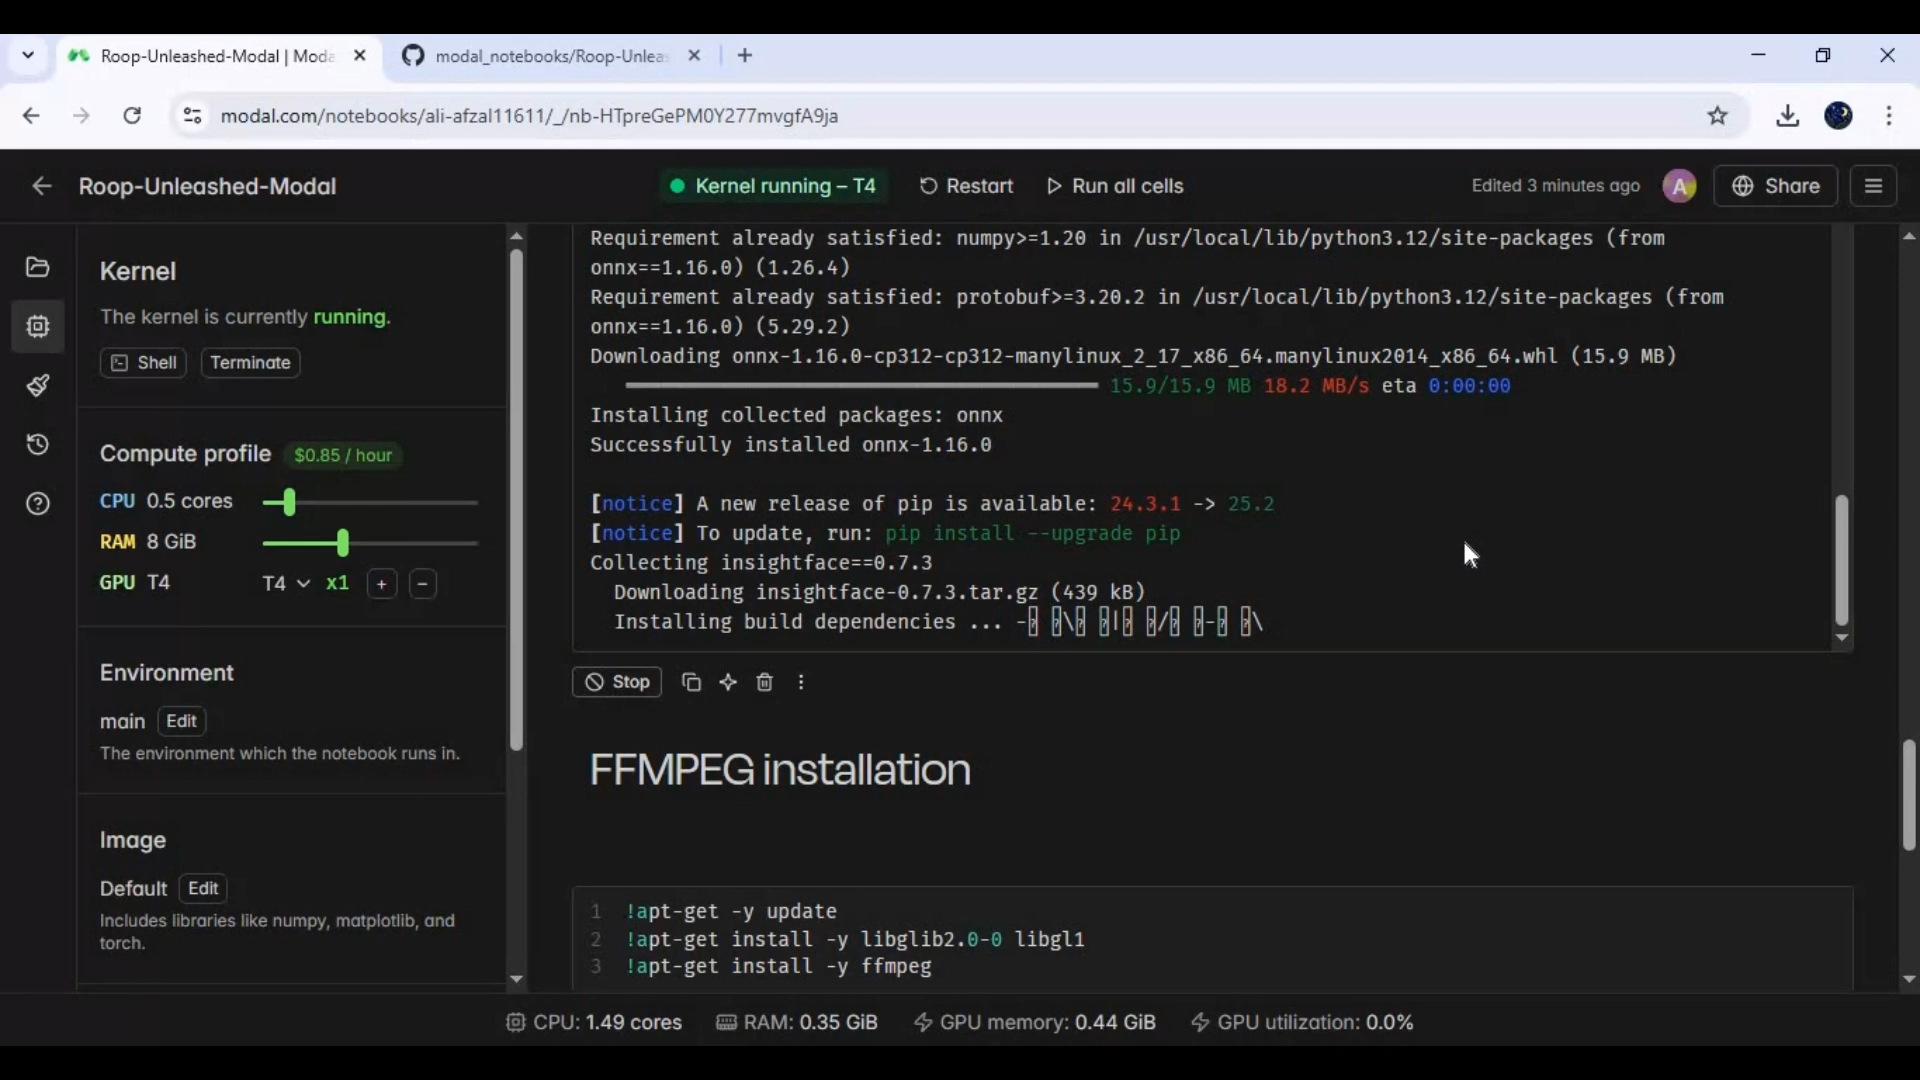 Roop-Unleashed-Modal | Moda
modal_notebooks/Roop-Unleas
modal.com/notebooks/ali-afzal11611/_/nb-HTpreGePM0Y277mvgfA9ja
Roop-Unleashed-Modal
Kernel running – T4
Restart
Run all cells
Edited 3 minutes ago
A
Share
Kernel
The kernel is currently running.
Shell
Terminate
Compute profile $0.85 / hour
CPU 0.5 cores
RAM 8 GiB
GPU T4 T4 x1 + −
Environment
main Edit
The environment which the notebook runs in.
Image
Default Edit
Includes libraries like numpy, matplotlib, and
torch.
Requirement already satisfied: numpy>=1.20 in /usr/local/lib/python3.12/site-packages (from
onnx==1.16.0) (1.26.4)
Requirement already satisfied: protobuf>=3.20.2 in /usr/local/lib/python3.12/site-packages (from
onnx==1.16.0) (5.29.2)
Downloading onnx-1.16.0-cp312-cp312-manylinux_2_17_x86_64.manylinux2014_x86_64.whl (15.9 MB)
15.9/15.9 MB 18.2 MB/s eta 0:00:00
Installing collected packages: onnx
Successfully installed onnx-1.16.0
[notice] A new release of pip is available: 24.3.1 -> 25.2
[notice] To update, run: pip install --upgrade pip
Collecting insightface==0.7.3
Downloading insightface-0.7.3.tar.gz (439 kB)
Installing build dependencies ... - \ | / - \
Stop
FFMPEG installation
1 !apt-get -y update
2 !apt-get install -y libglib2.0-0 libgl1
3 !apt-get install -y ffmpeg
CPU: 1.49 cores
RAM: 0.35 GiB
GPU memory: 0.44 GiB
GPU utilization: 0.0%